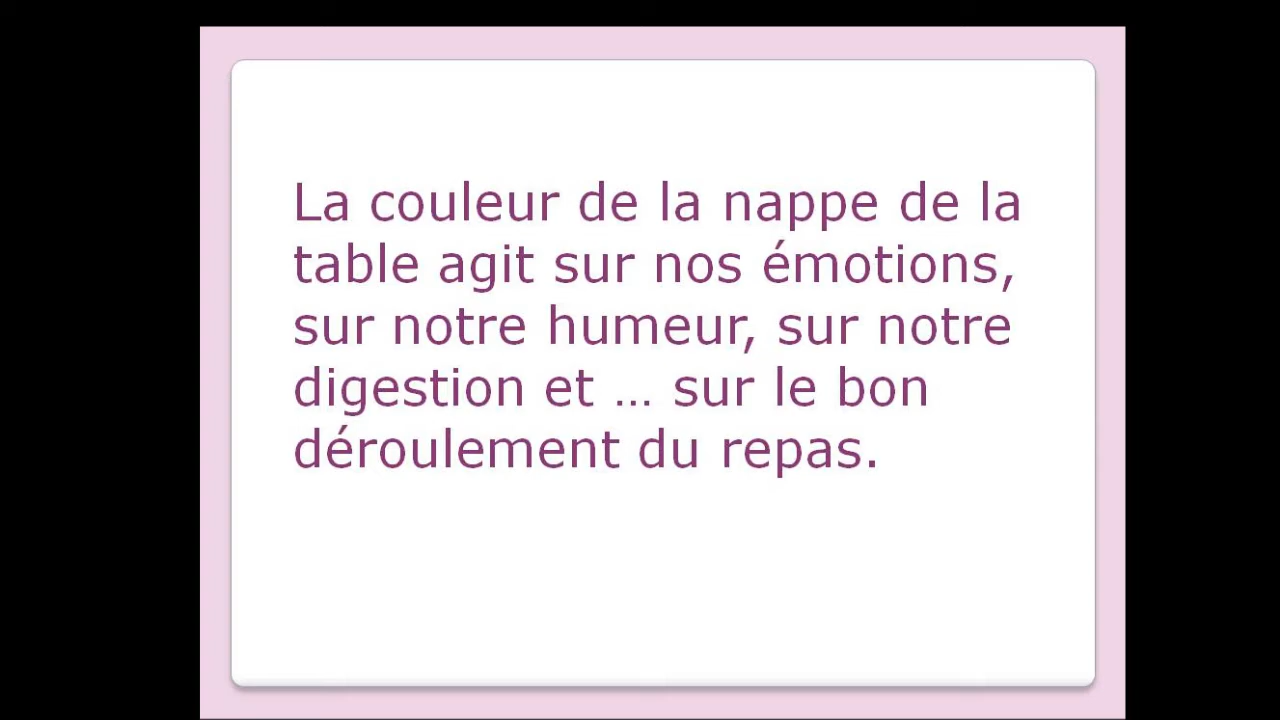 La couleur de la nappe de la
table agit sur nos émotions,
sur notre humeur, sur notre
digestion et … sur le bon
déroulement du repas.